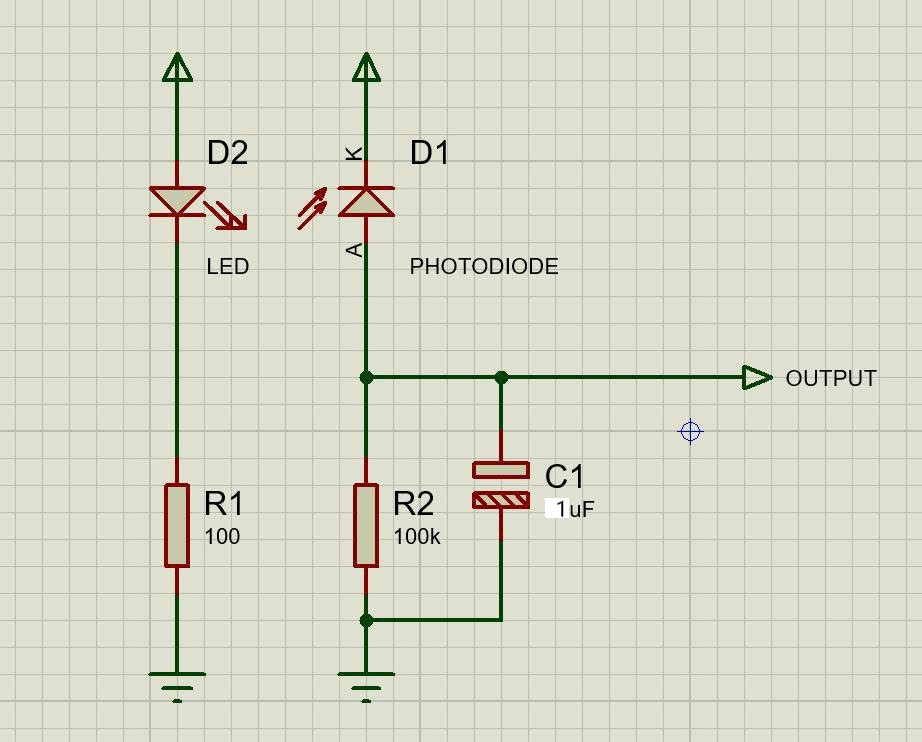 D2
K
D1
A
LED
PHOTODIODE
OUTPUT
R1
100
R2
100k
C1
1uF